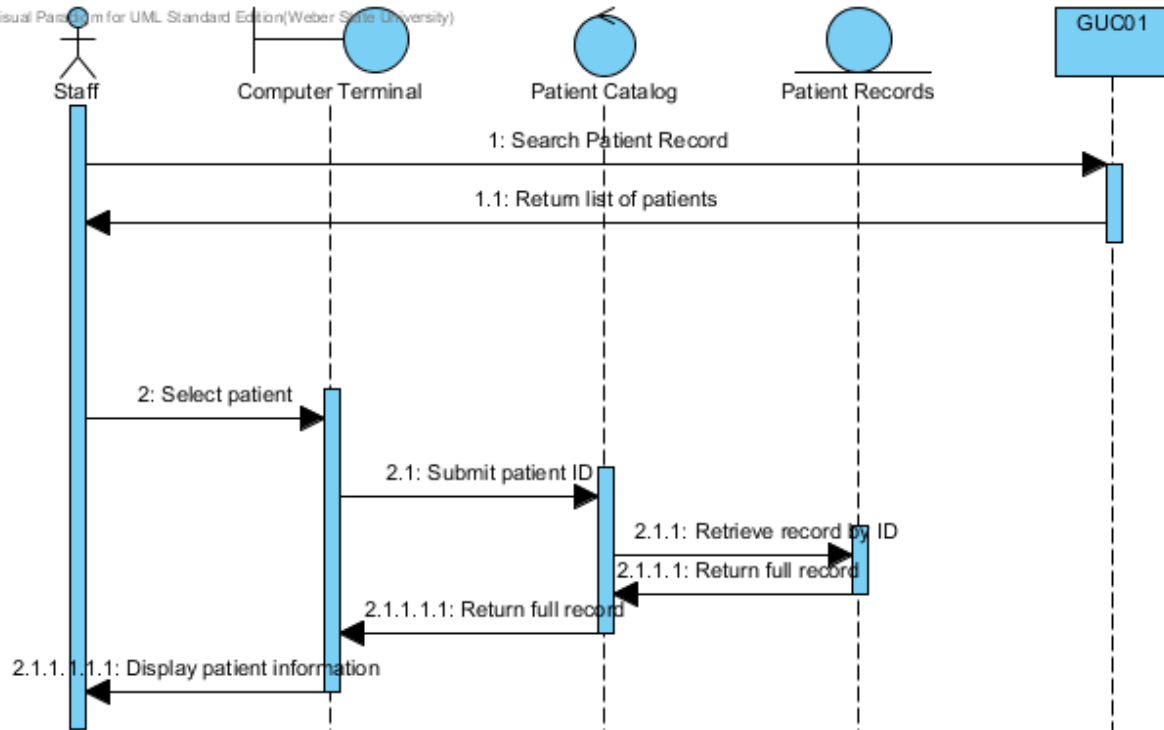 isual Paradigm for UML Standard Edition(Weber State University)
GUC01
Staff
Computer Terminal
Patient Catalog
Patient Records
1: Search Patient Record
1.1: Return list of patients
2: Select patient
2.1: Submit patient ID
2.1.1: Retrieve record by ID
2.1.1.1: Return full record
2.1.1.1.1: Return full record
2.1.1.1.1.1: Display patient information